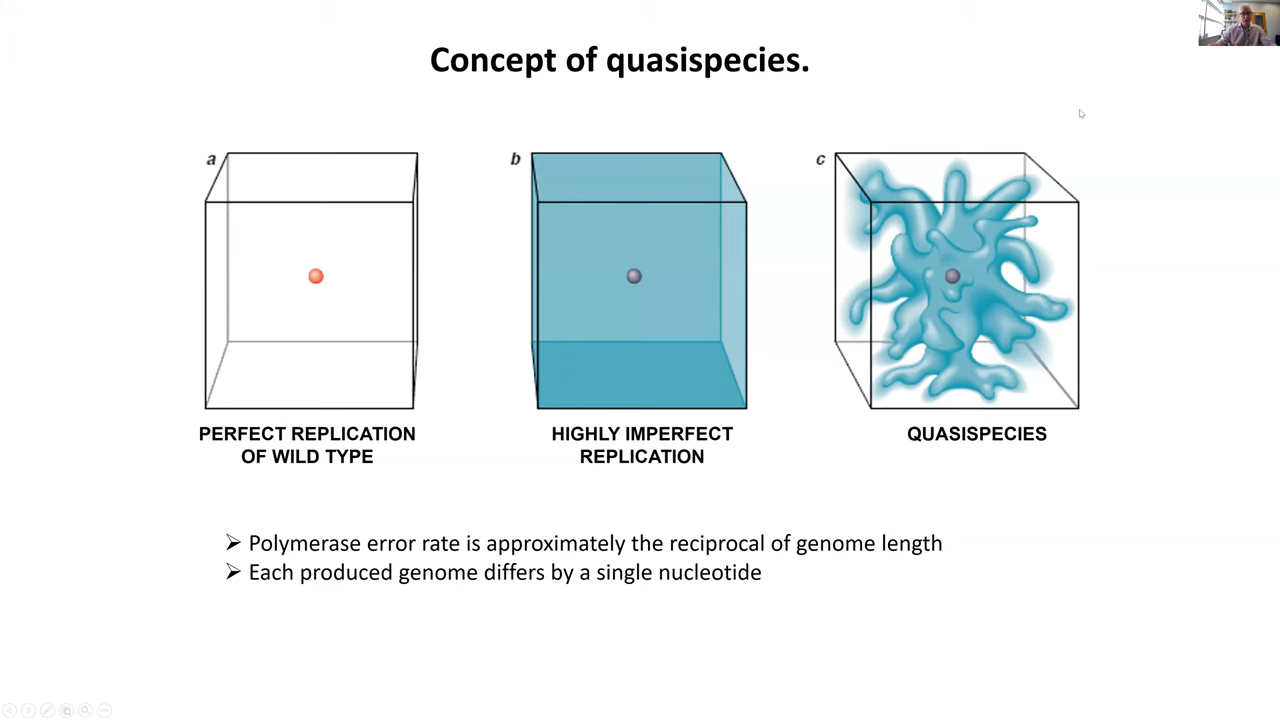 Concept of quasispecies.
a
b
c
PERFECT REPLICATION
OF WILD TYPE
HIGHLY IMPERFECT
REPLICATION
QUASISPECIES
➢ Polymerase error rate is approximately the reciprocal of genome length
➢ Each produced genome differs by a single nucleotide